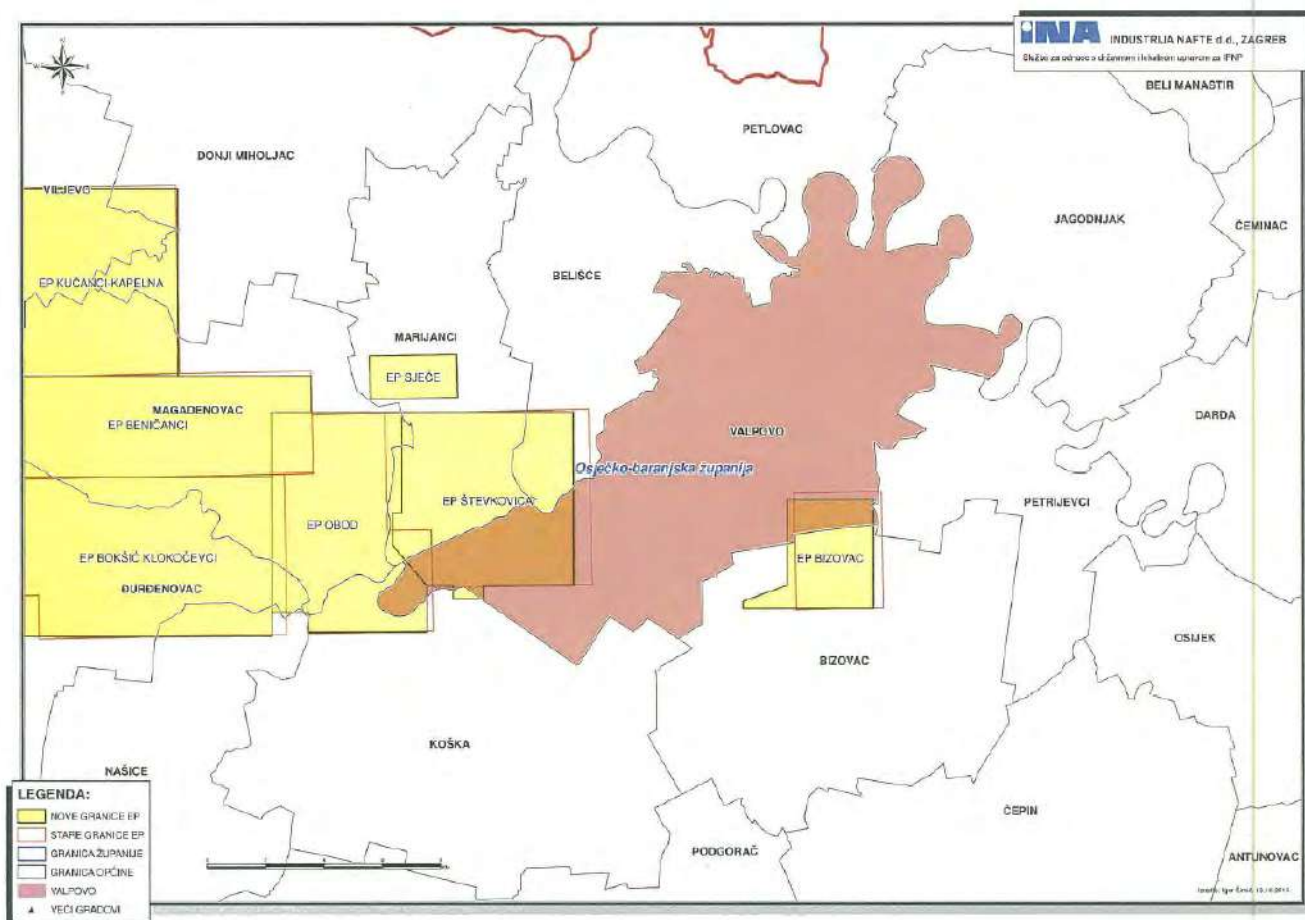 INA INDUSTRIJA NAFTE d.d., ZAGREB
BELI MANASTIR
PETLOVAC
DONJI MIHOLJAC
VILJEVO
JAGODNJAK
ČEMINAC
BELIŠĆE
EP KUČANCI-KAPELNA
MARIJANCI
EP SJEČE
MAGADENOVAC
EP BENIČANCI
DARDA
VALPOVO
Osječko-baranjska županija
EP ŠTEVKOVICA
PETRIJEVCI
EP OBOD
EP BOKŠIĆ KLOKOČEVCI
EP BIZOVAC
ĐURĐENOVAC
OSIJEK
BIZOVAC
KOŠKA
NAŠICE
ČEPIN
PODGORAČ
ANTUNOVAC
LEGENDA:
NOVE GRANICE EP
STARE GRANICE EP
GRANICA ŽUPANIJE
GRANICA OPĆINE
VALPOVO
VEĆI GRADOVI